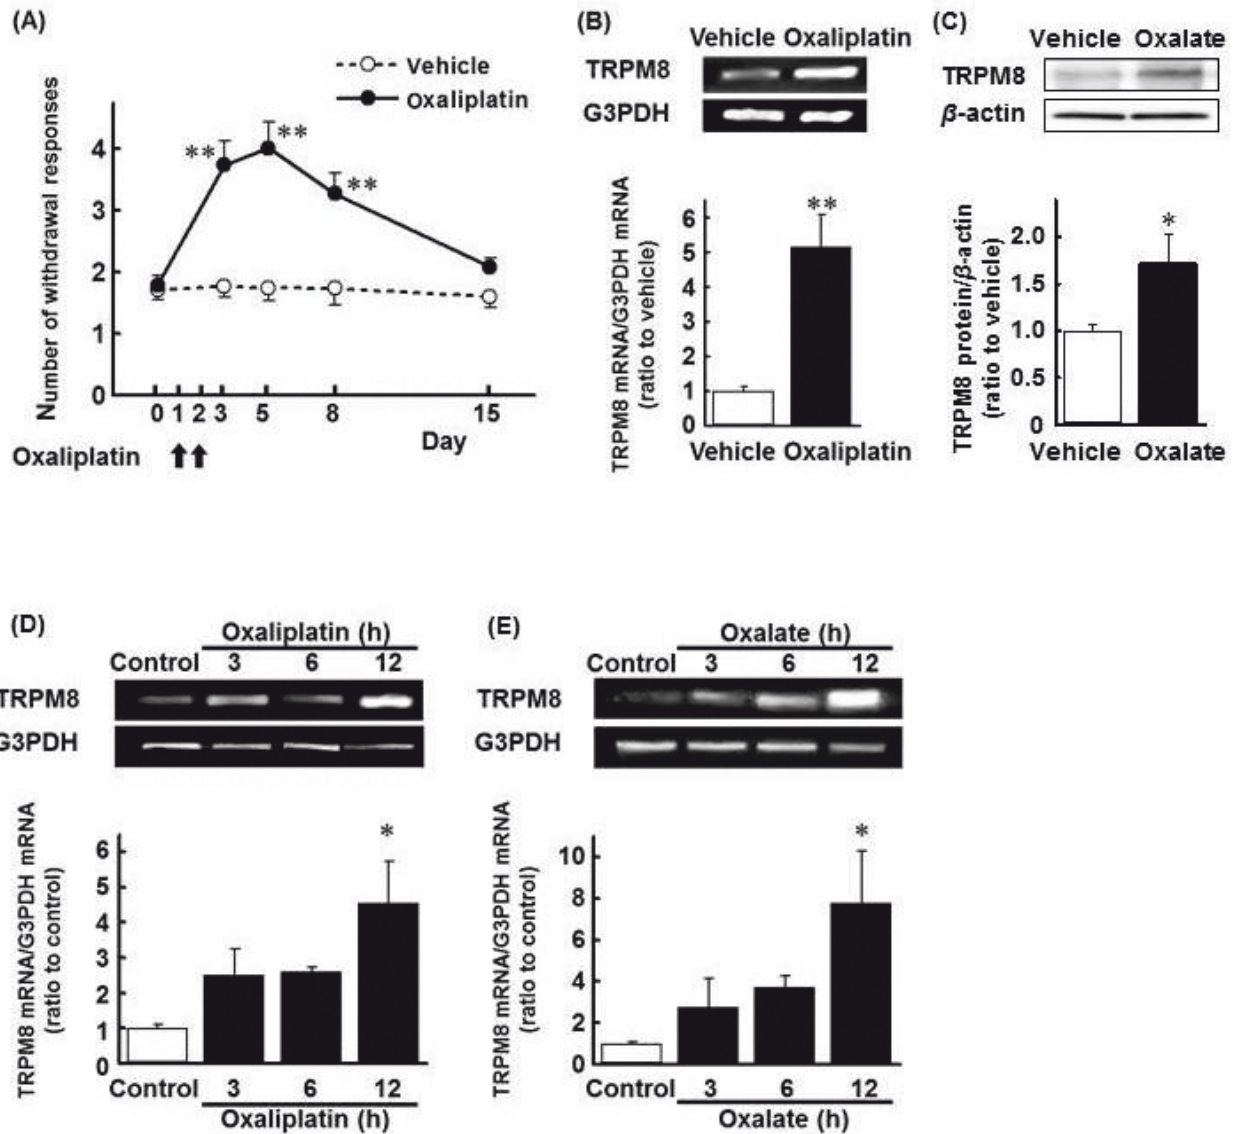 (A)
Vehicle
Oxaliplatin
Number of withdrawal responses
4
3
2
1
0
**
**
**
0 1 2 3 5 8 15
Day
Oxaliplatin
(B)
Vehicle Oxaliplatin
TRPM8
G3PDH
TRPM8 mRNA/G3PDH mRNA
(ratio to vehicle)
6
5
4
3
2
1
0
**
Vehicle Oxaliplatin
(C)
Vehicle Oxalate
TRPM8
β-actin
TRPM8 protein/β-actin
(ratio to vehicle)
2.0
1.5
1.0
0.5
0
*
Vehicle Oxalate
(D)
Oxaliplatin (h)
Control 3 6 12
TRPM8
G3PDH
TRPM8 mRNA/G3PDH mRNA
(ratio to control)
6
5
4
3
2
1
0
*
Control 3 6 12
Oxaliplatin (h)
(E)
Oxalate (h)
Control 3 6 12
TRPM8
G3PDH
TRPM8 mRNA/G3PDH mRNA
(ratio to control)
10
8
6
4
2
0
*
Control 3 6 12
Oxalate (h)